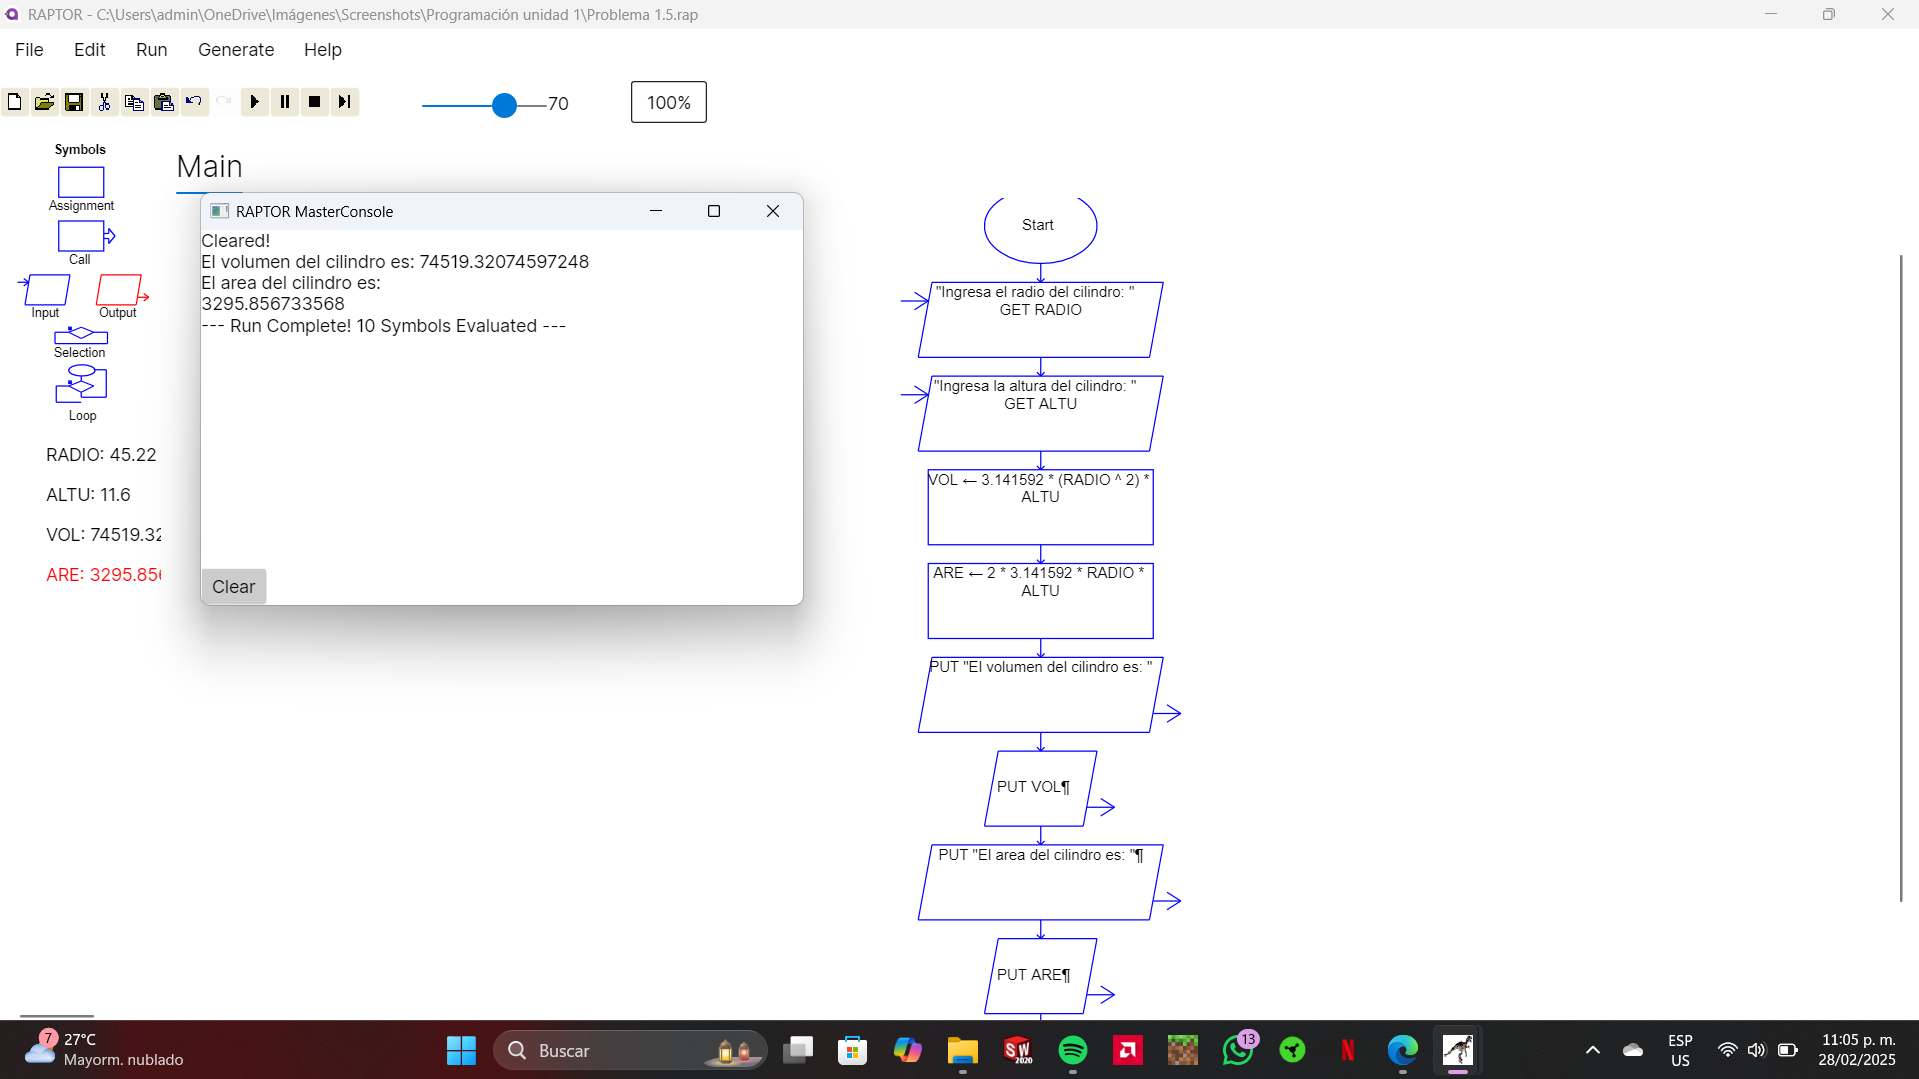 RAPTOR - C:\Users\admin\OneDrive\Imágenes\Screenshots\Programación unidad 1\Problema 1.5.rap
File Edit Run Generate Help
70
100%
Symbols
Assignment
Call
Input Output
Selection
Loop
RADIO: 45.22
ALTU: 11.6
VOL: 74519.32
ARE: 3295.856
Main
RAPTOR MasterConsole
Cleared!
El volumen del cilindro es: 74519.32074597248
El area del cilindro es:
3295.856733568
--- Run Complete! 10 Symbols Evaluated ---
Clear
Start
"Ingresa el radio del cilindro: "
GET RADIO
"Ingresa la altura del cilindro: "
GET ALTU
VOL ← 3.141592 * (RADIO ^ 2) *
ALTU
ARE ← 2 * 3.141592 * RADIO *
ALTU
PUT "El volumen del cilindro es: "
PUT VOL¶
PUT "El area del cilindro es: "¶
PUT ARE¶
7
27°C
Mayorm. nublado
Buscar
SW
2020
13
N
ESP
US
11:05 p. m.
28/02/2025